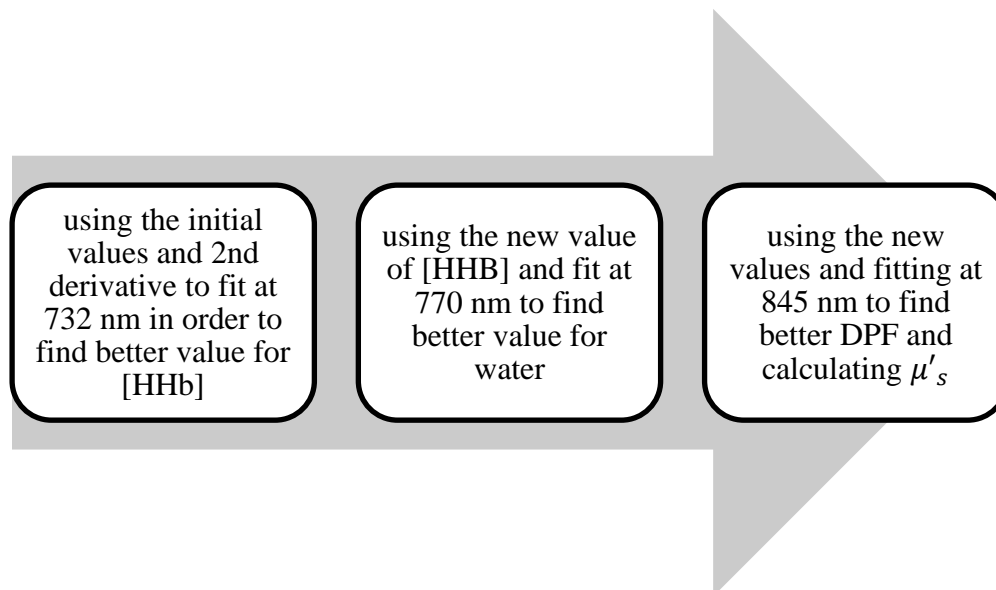 using the initial
values and 2nd
derivative to fit at
732 nm in order to
find better value for
[HHb]
using the new value
of [HHB] and fit at
770 nm to find
better value for
water
using the new
values and fitting at
845 nm to find
better DPF and
calculating μ′ₛ